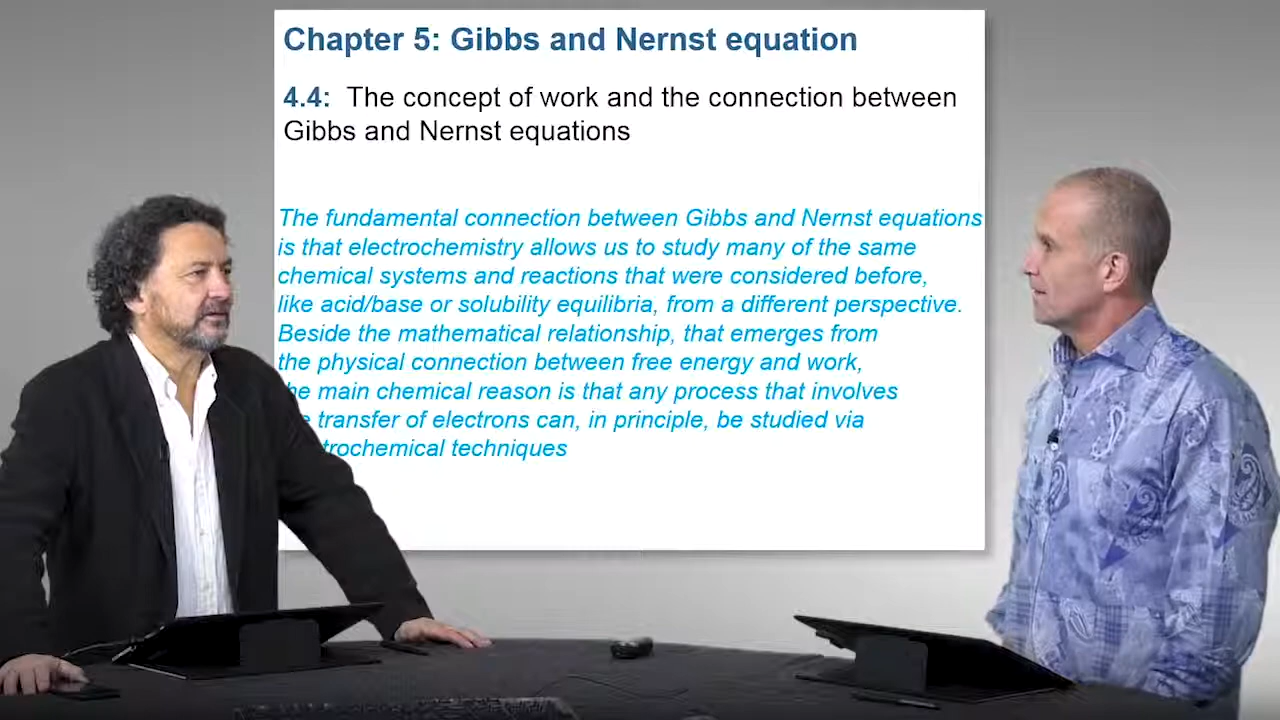 Chapter 5: Gibbs and Nernst equation
4.4: The concept of work and the connection between
Gibbs and Nernst equations
The fundamental connection between Gibbs and Nernst equations
is that electrochemistry allows us to study many of the same
chemical systems and reactions that were considered before,
like acid/base or solubility equilibria, from a different perspective.
Beside the mathematical relationship, that emerges from
the physical connection between free energy and work,
main chemical reason is that any process that involves
transfer of electrons can, in principle, be studied via
techniques